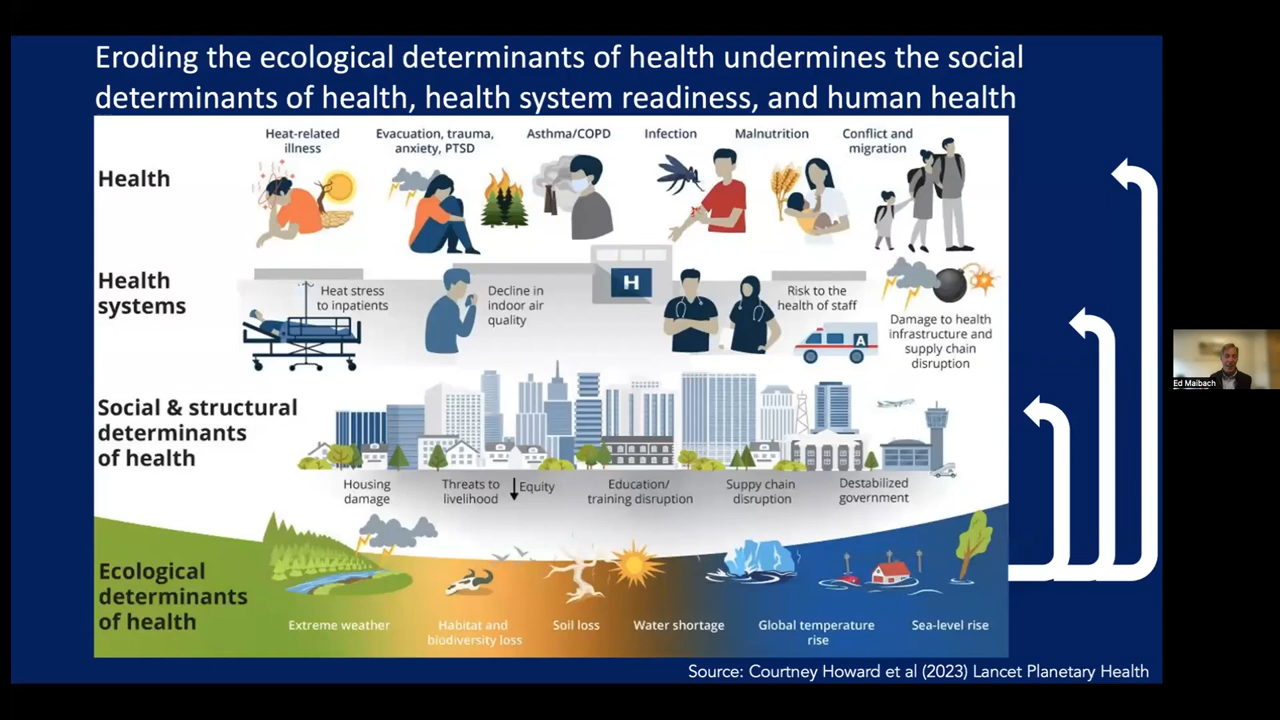 Eroding the ecological determinants of health undermines the social
determinants of health, health system readiness, and human health
Health
Heat-related
illness
Evacuation, trauma,
anxiety, PTSD
Asthma/COPD
Infection
Malnutrition
Conflict and
migration
Health
systems
Heat stress
to inpatients
Decline in
indoor air
quality
H
Risk to the
health of staff
A
Damage to health
infrastructure and
supply chain
disruption
Social & structural
determinants
of health
Housing
damage
Threats to
livelihood
Equity
Education/
training disruption
Suppy chain
disruption
Destabilized
government
Ecological
determinants
of health
Extreme weather
Habitat and
biodiversity loss
Soil loss
Water shortage
Global temperature
rise
Sea-level rise
Source: Courtney Howard et al (2023) Lancet Planetary Health
Ed Maibach